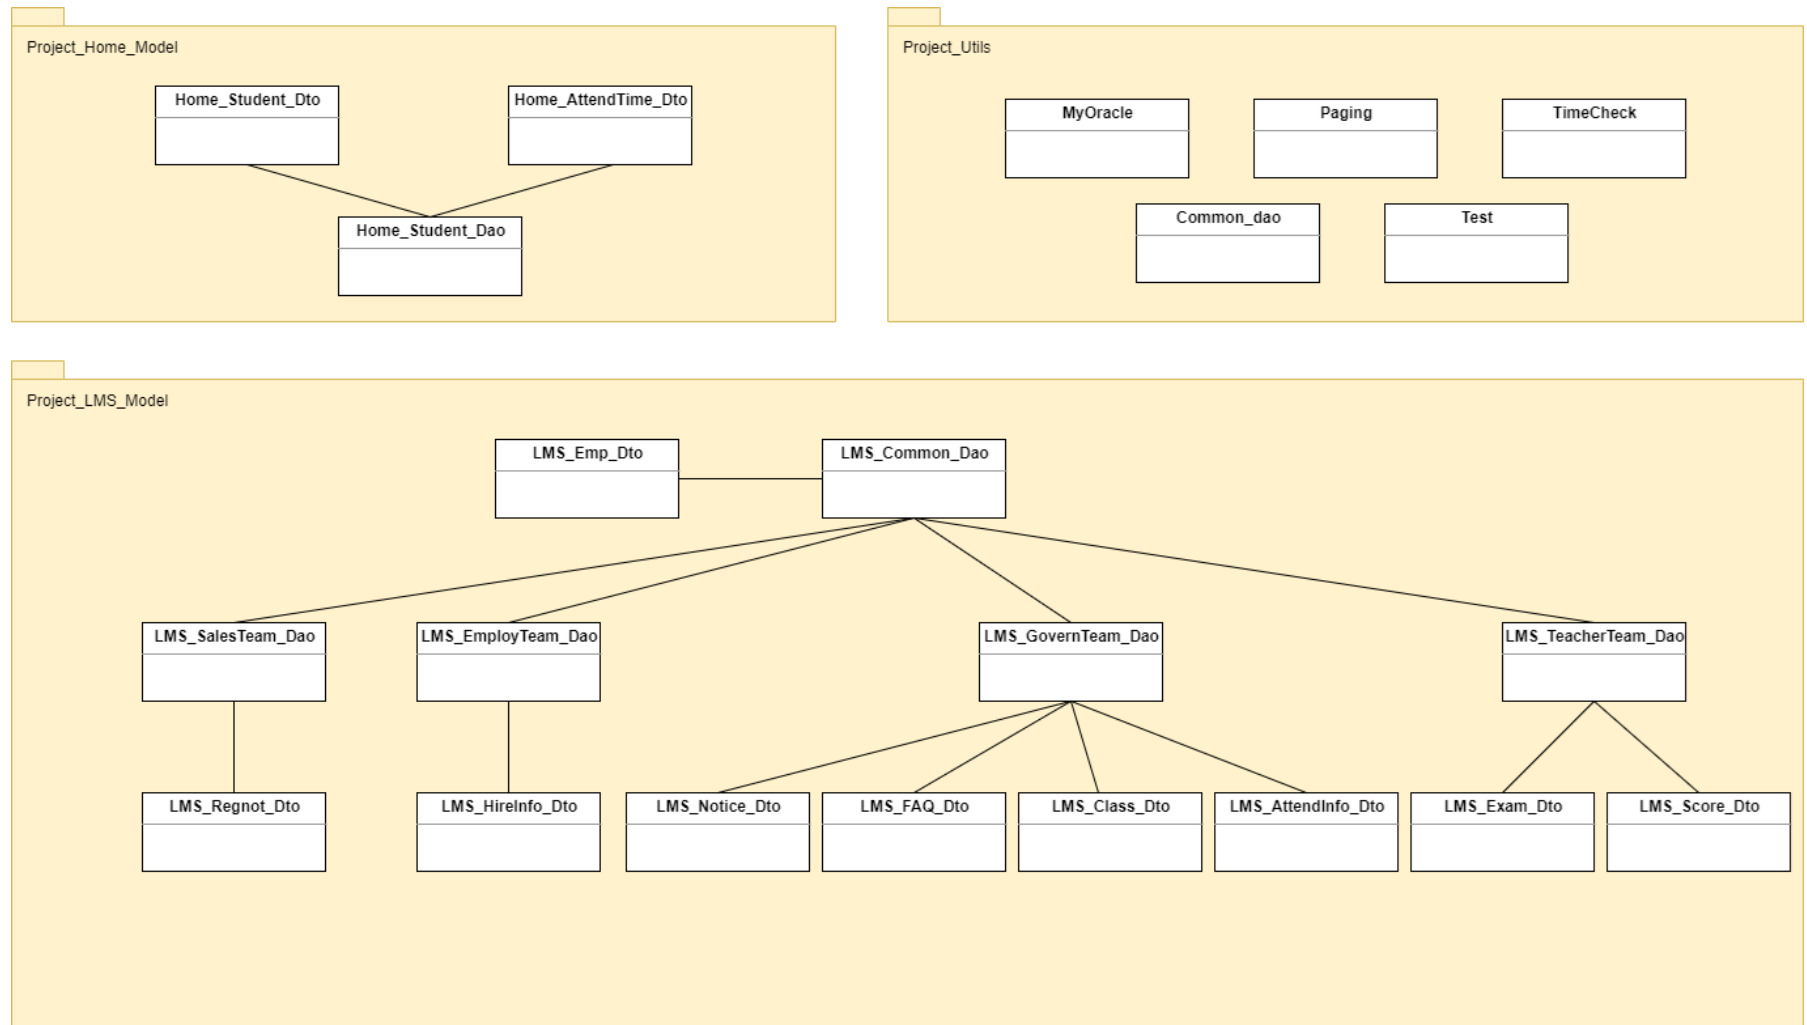 Project_Home_Model
Home_Student_Dto
Home_AttendTime_Dto
Home_Student_Dao
Project_Utils
MyOracle
Paging
TimeCheck
Common_dao
Test
Project_LMS_Model
LMS_Emp_Dto
LMS_Common_Dao
LMS_SalesTeam_Dao
LMS_EmployTeam_Dao
LMS_GovernTeam_Dao
LMS_TeacherTeam_Dao
LMS_Regnot_Dto
LMS_HireInfo_Dto
LMS_Notice_Dto
LMS_FAQ_Dto
LMS_Class_Dto
LMS_AttendInfo_Dto
LMS_Exam_Dto
LMS_Score_Dto